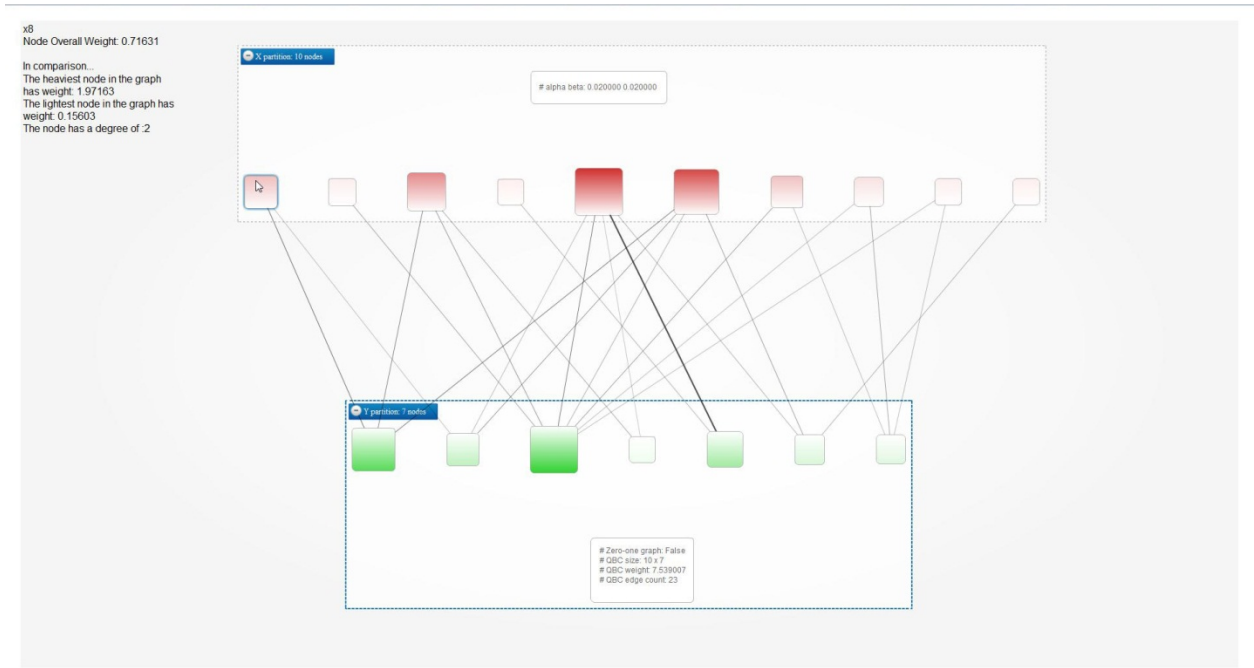 x8
Node Overall Weight: 0.71631
In comparison...
The heaviest node in the graph
has weight: 1.97163
The lightest node in the graph has
weight: 0.15603
The node has a degree of :2
X partition: 10 nodes
# alpha beta: 0.020000 0.020000
Y partition: 7 nodes
# Zero-one graph: False
# QBC size: 10 x 7
# QBC weight: 7.539007
# QBC edge count: 23